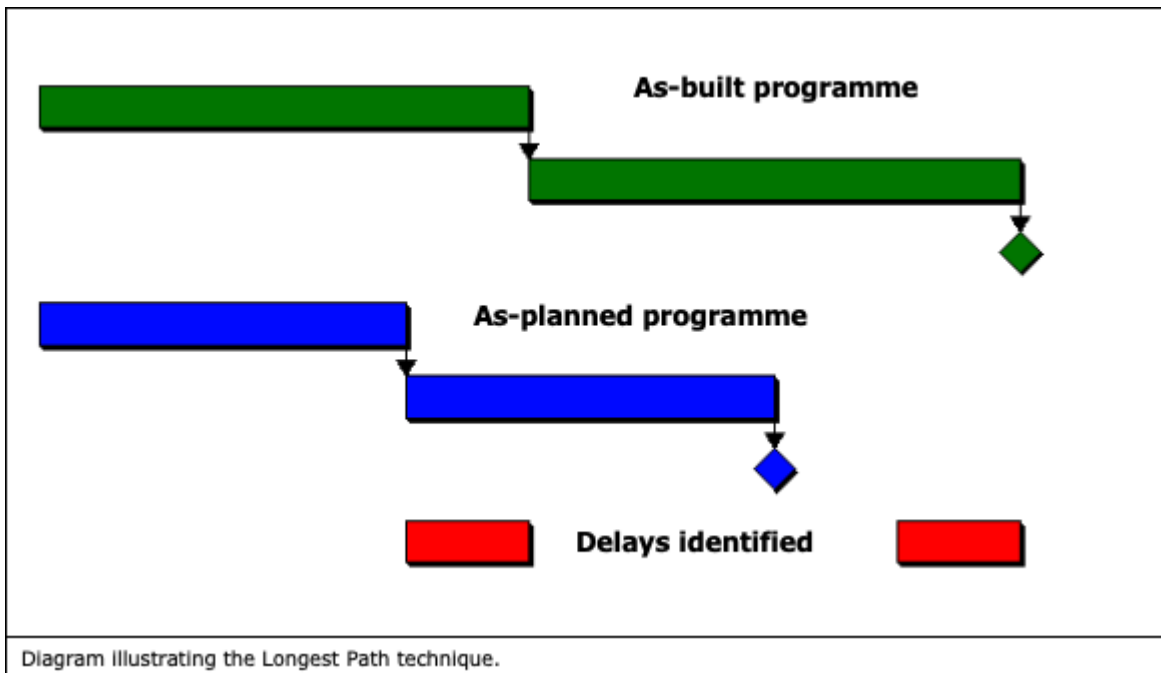 As-built programme
As-planned programme
Delays identified
Diagram illustrating the Longest Path technique.